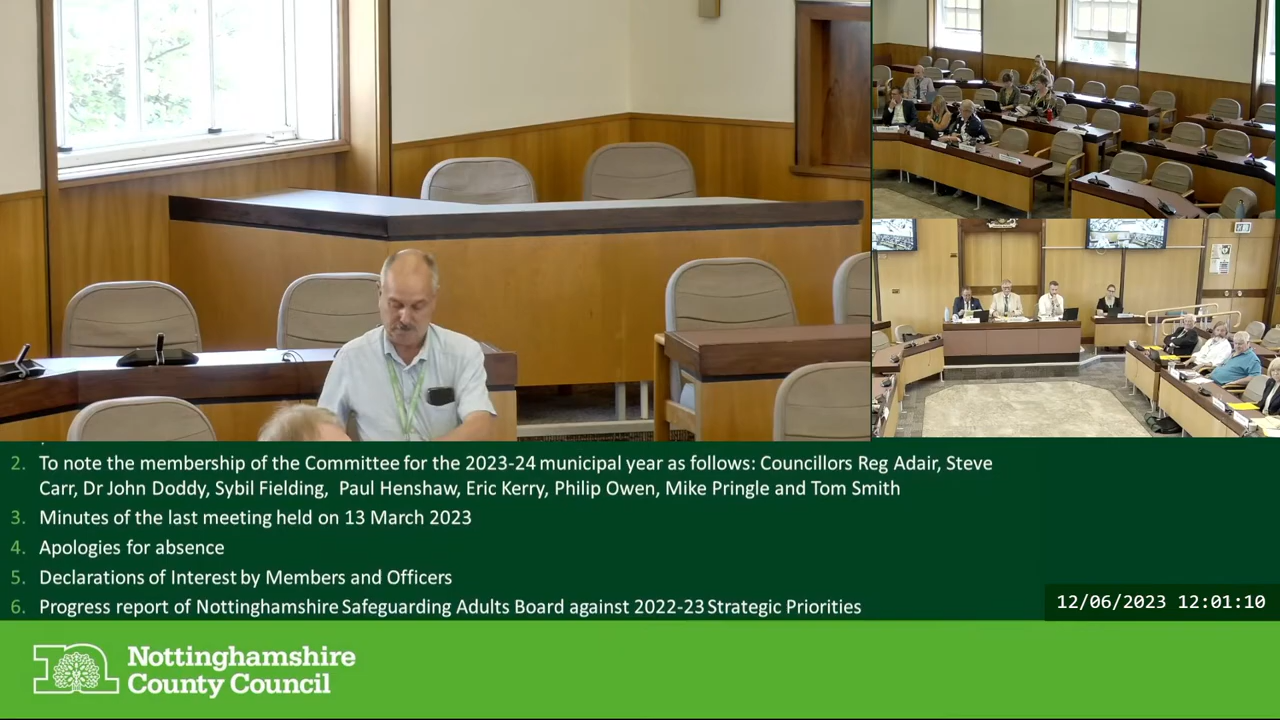 2. To note the membership of the Committee for the 2023-24 municipal year as follows: Councillors Reg Adair, Steve
Carr, Dr John Doddy, Sybil Fielding, Paul Henshaw, Eric Kerry, Philip Owen, Mike Pringle and Tom Smith
3. Minutes of the last meeting held on 13 March 2023
4. Apologies for absence
5. Declarations of Interest by Members and Officers
6. Progress report of Nottinghamshire Safeguarding Adults Board against 2022-23 Strategic Priorities
12/06/2023 12:01:10
Nottinghamshire
County Council